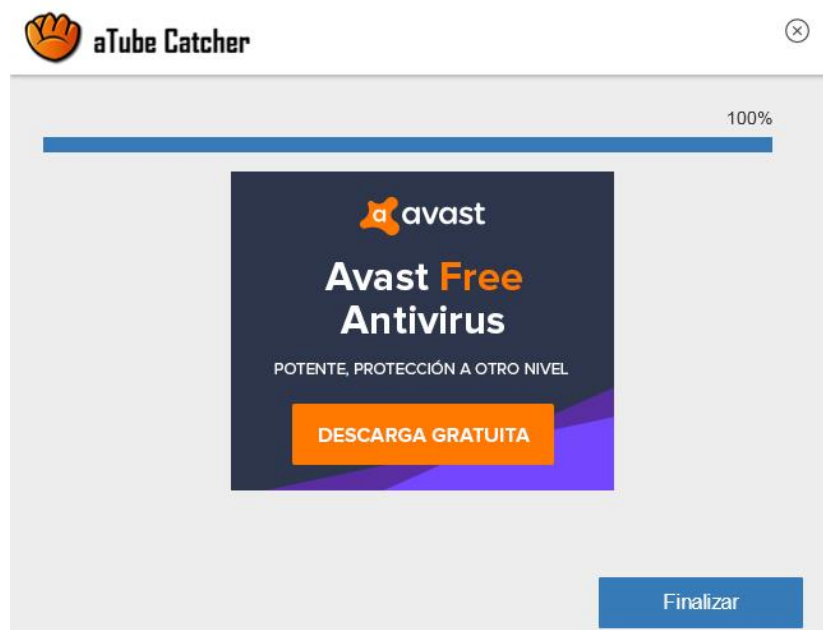 aTube Catcher
100%
avast
Avast Free
Antivirus
POTENTE, PROTECCIÓN A OTRO NIVEL
DESCARGA GRATUITA
Finalizar